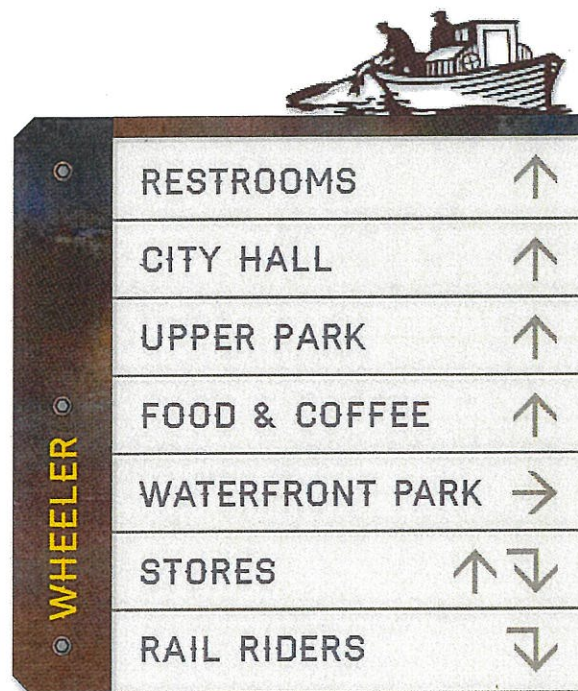 RESTROOMS ↑
CITY HALL ↑
UPPER PARK ↑
FOOD & COFFEE ↑
WATERFRONT PARK →
STORES ↑ ↴
RAIL RIDERS ↴
WHEELER